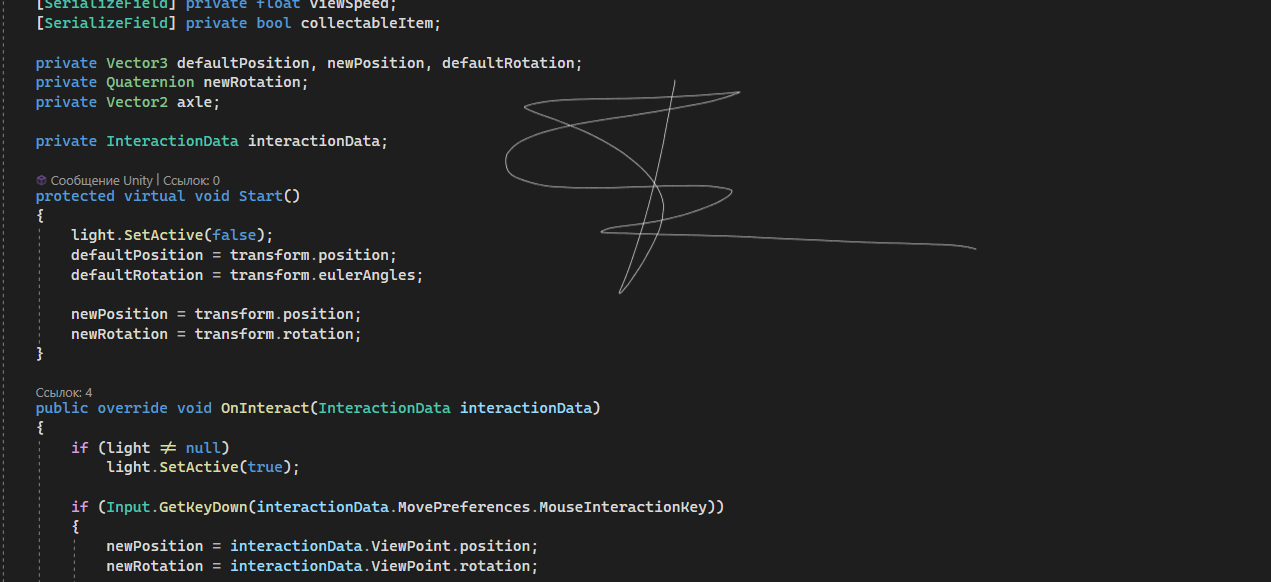 [SerializeField] private float viewSpeed;
[SerializeField] private bool collectableItem;
private Vector3 defaultPosition, newPosition, defaultRotation;
private Quaternion newRotation;
private Vector2 axle;
private InteractionData interactionData;
Сообщение Unity | Ссылок: 0
protected virtual void Start()
{
light.SetActive(false);
defaultPosition = transform.position;
defaultRotation = transform.eulerAngles;
newPosition = transform.position;
newRotation = transform.rotation;
}
Ссылок: 4
public override void OnInteract(InteractionData interactionData)
{
if (light ≠ null)
light.SetActive(true);
if (Input.GetKeyDown(interactionData.MovePreferences.MouseInteractionKey))
{
newPosition = interactionData.ViewPoint.position;
newRotation = interactionData.ViewPoint.rotation;